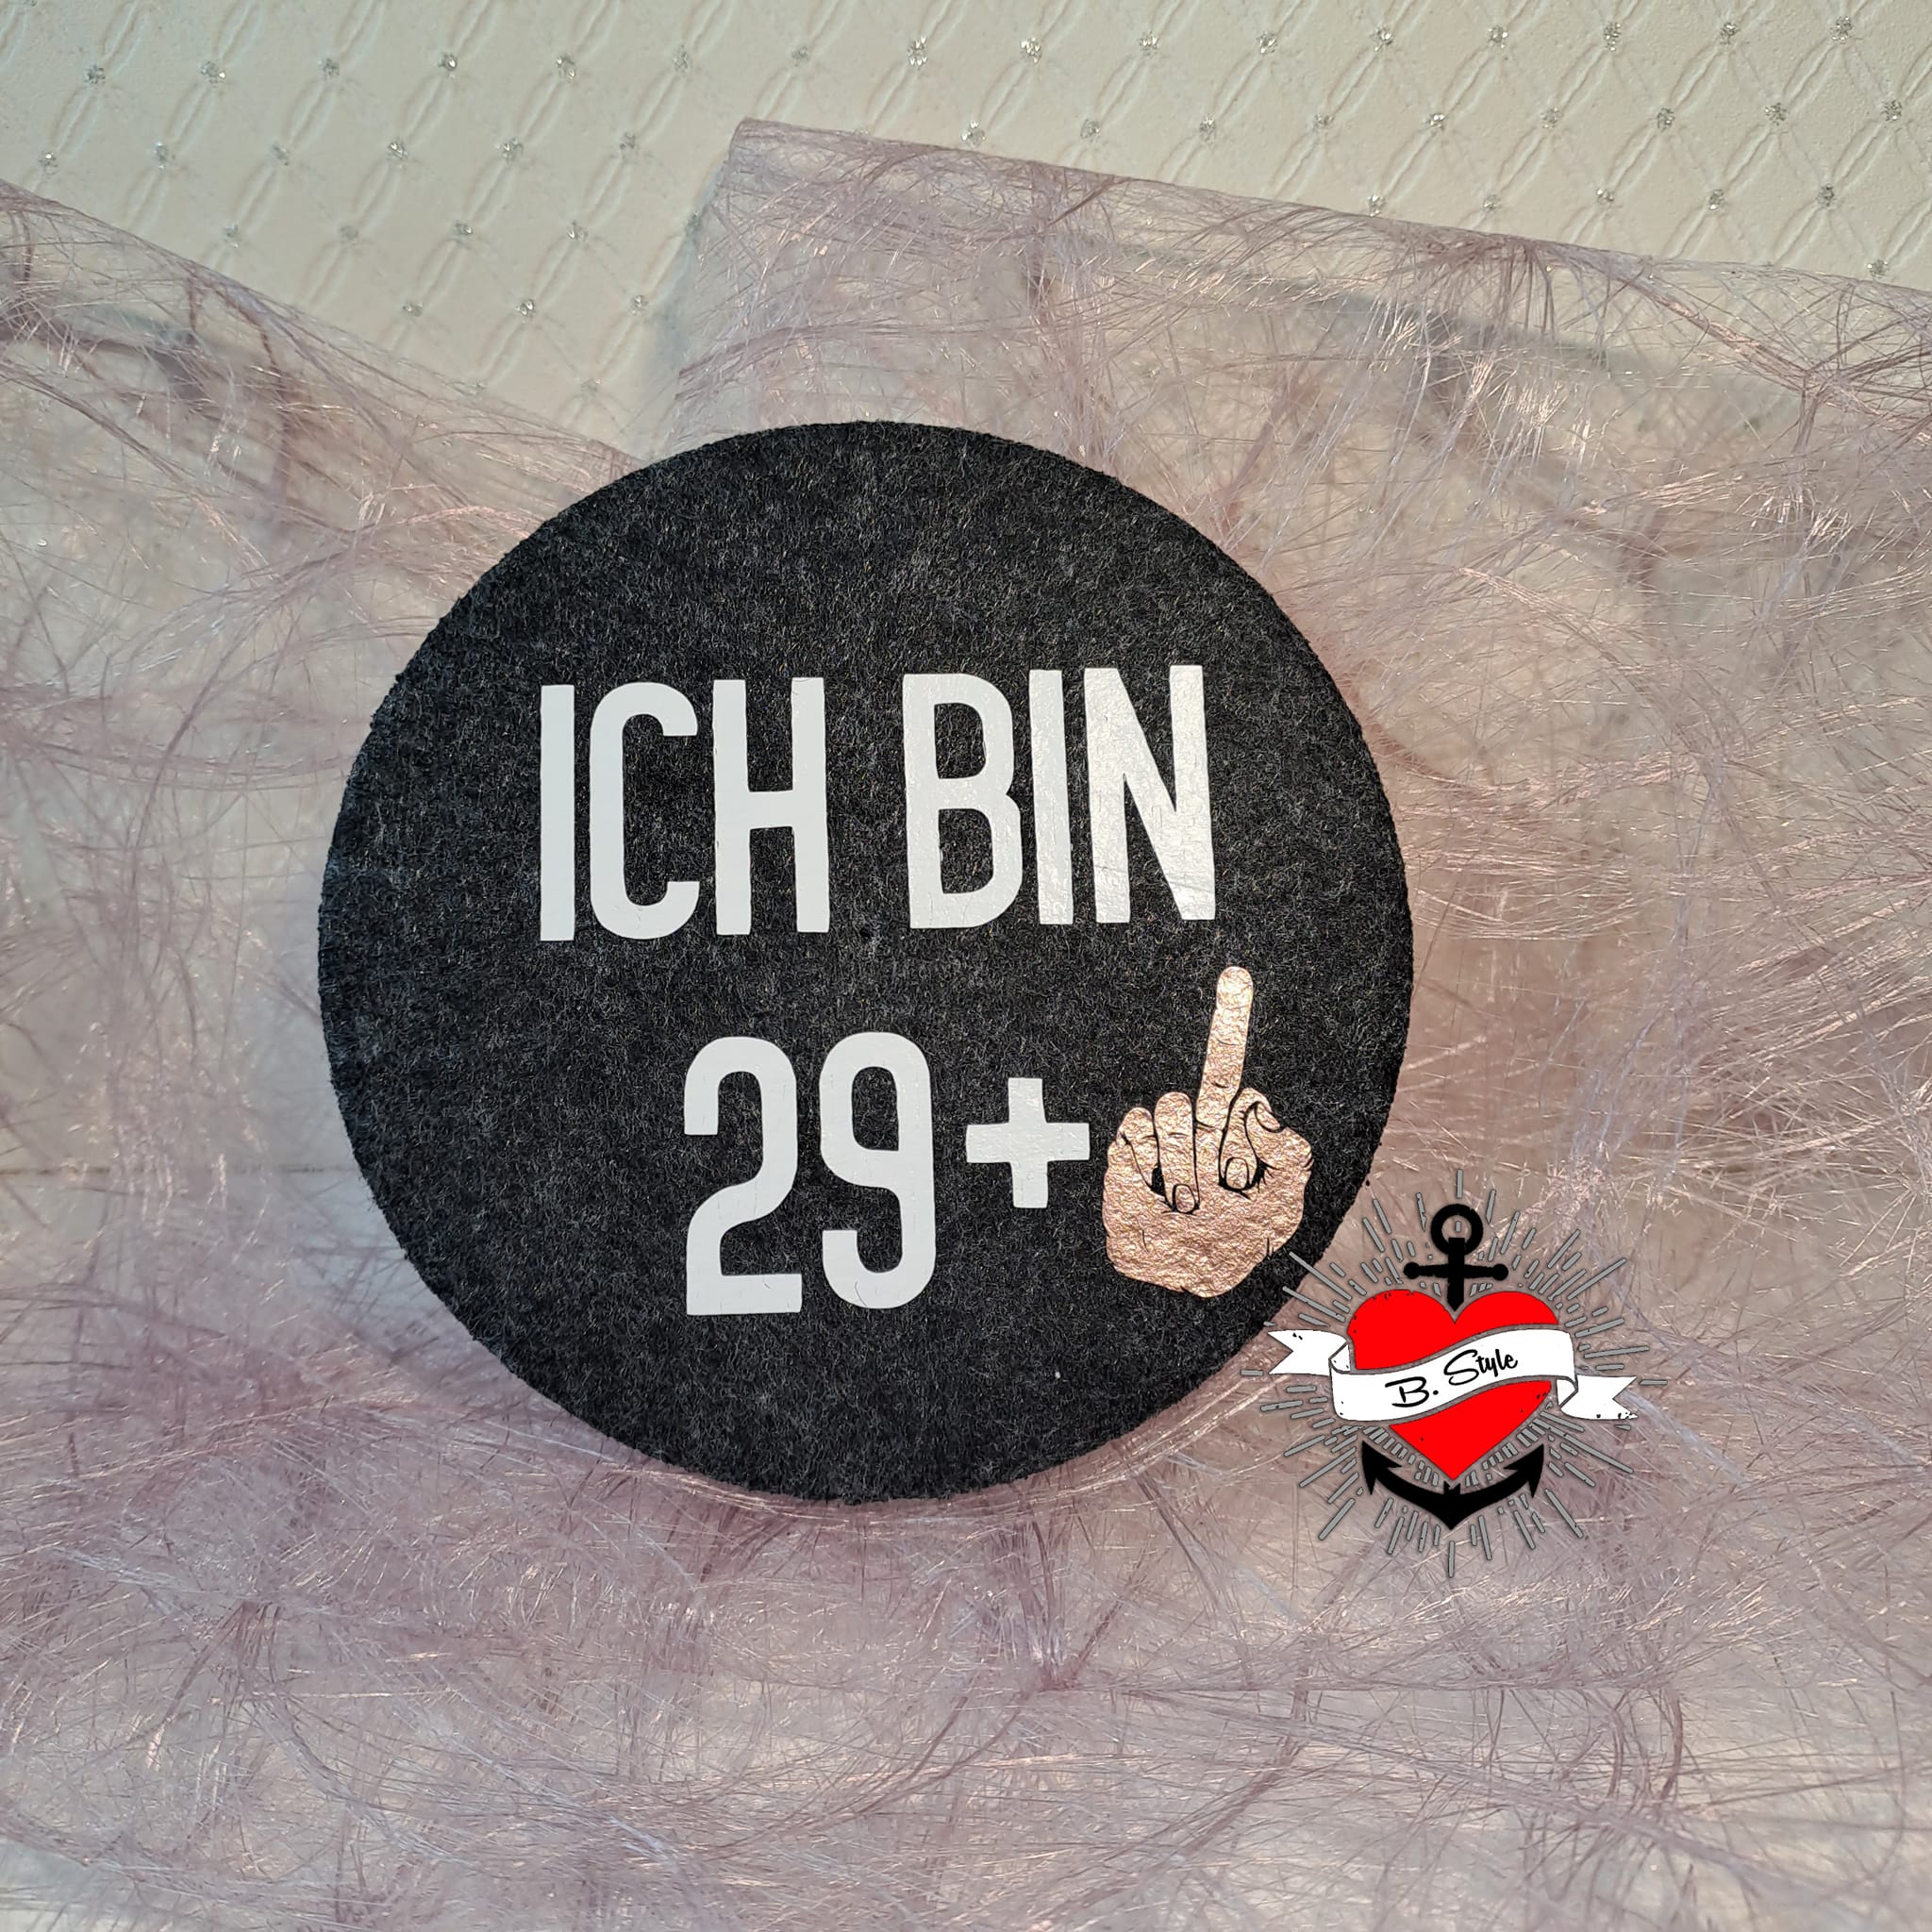 ICH BIN
29+
B. Style